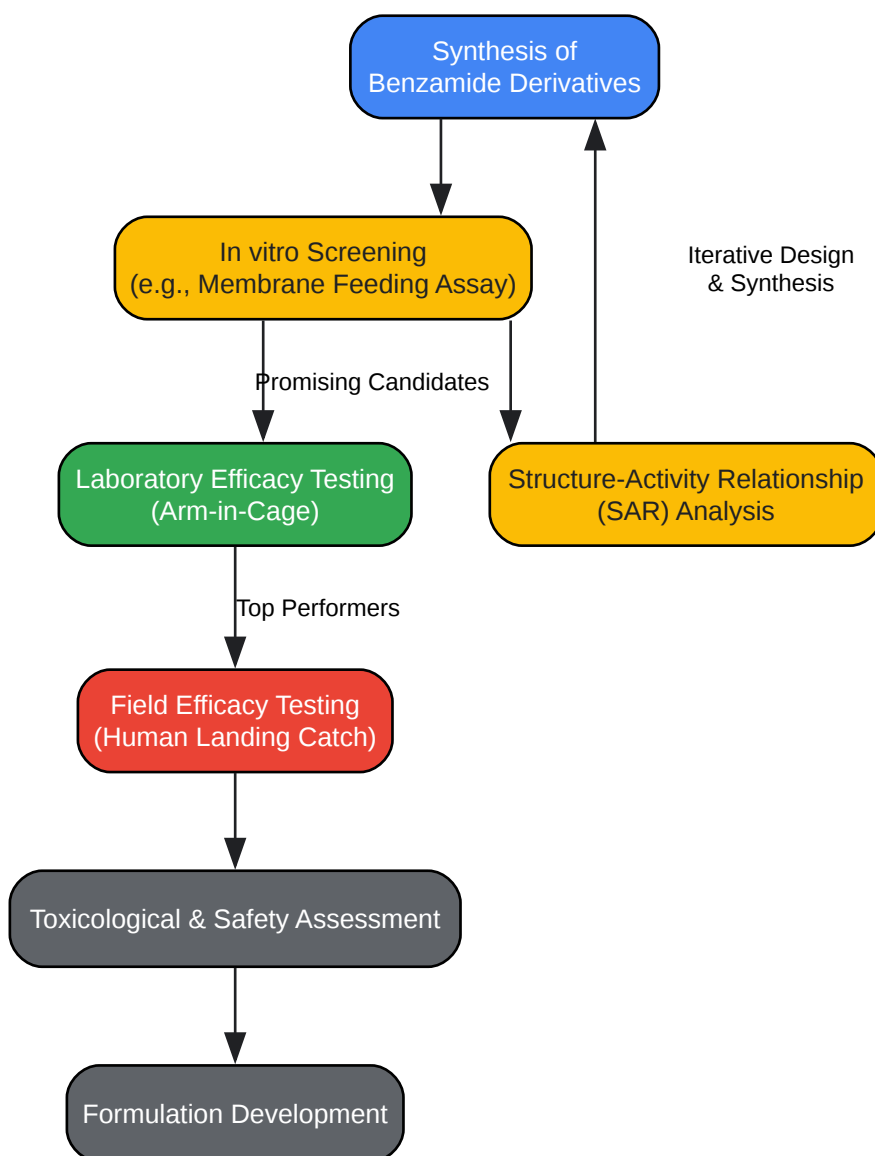 Synthesis of
Benzamide Derivatives
In vitro Screening
(e.g., Membrane Feeding Assay)
Iterative Design
& Synthesis
Promising Candidates
Laboratory Efficacy Testing
(Arm-in-Cage)
Structure-Activity Relationship
(SAR) Analysis
Top Performers
Field Efficacy Testing
(Human Landing Catch)
Toxicological & Safety Assessment
Formulation Development